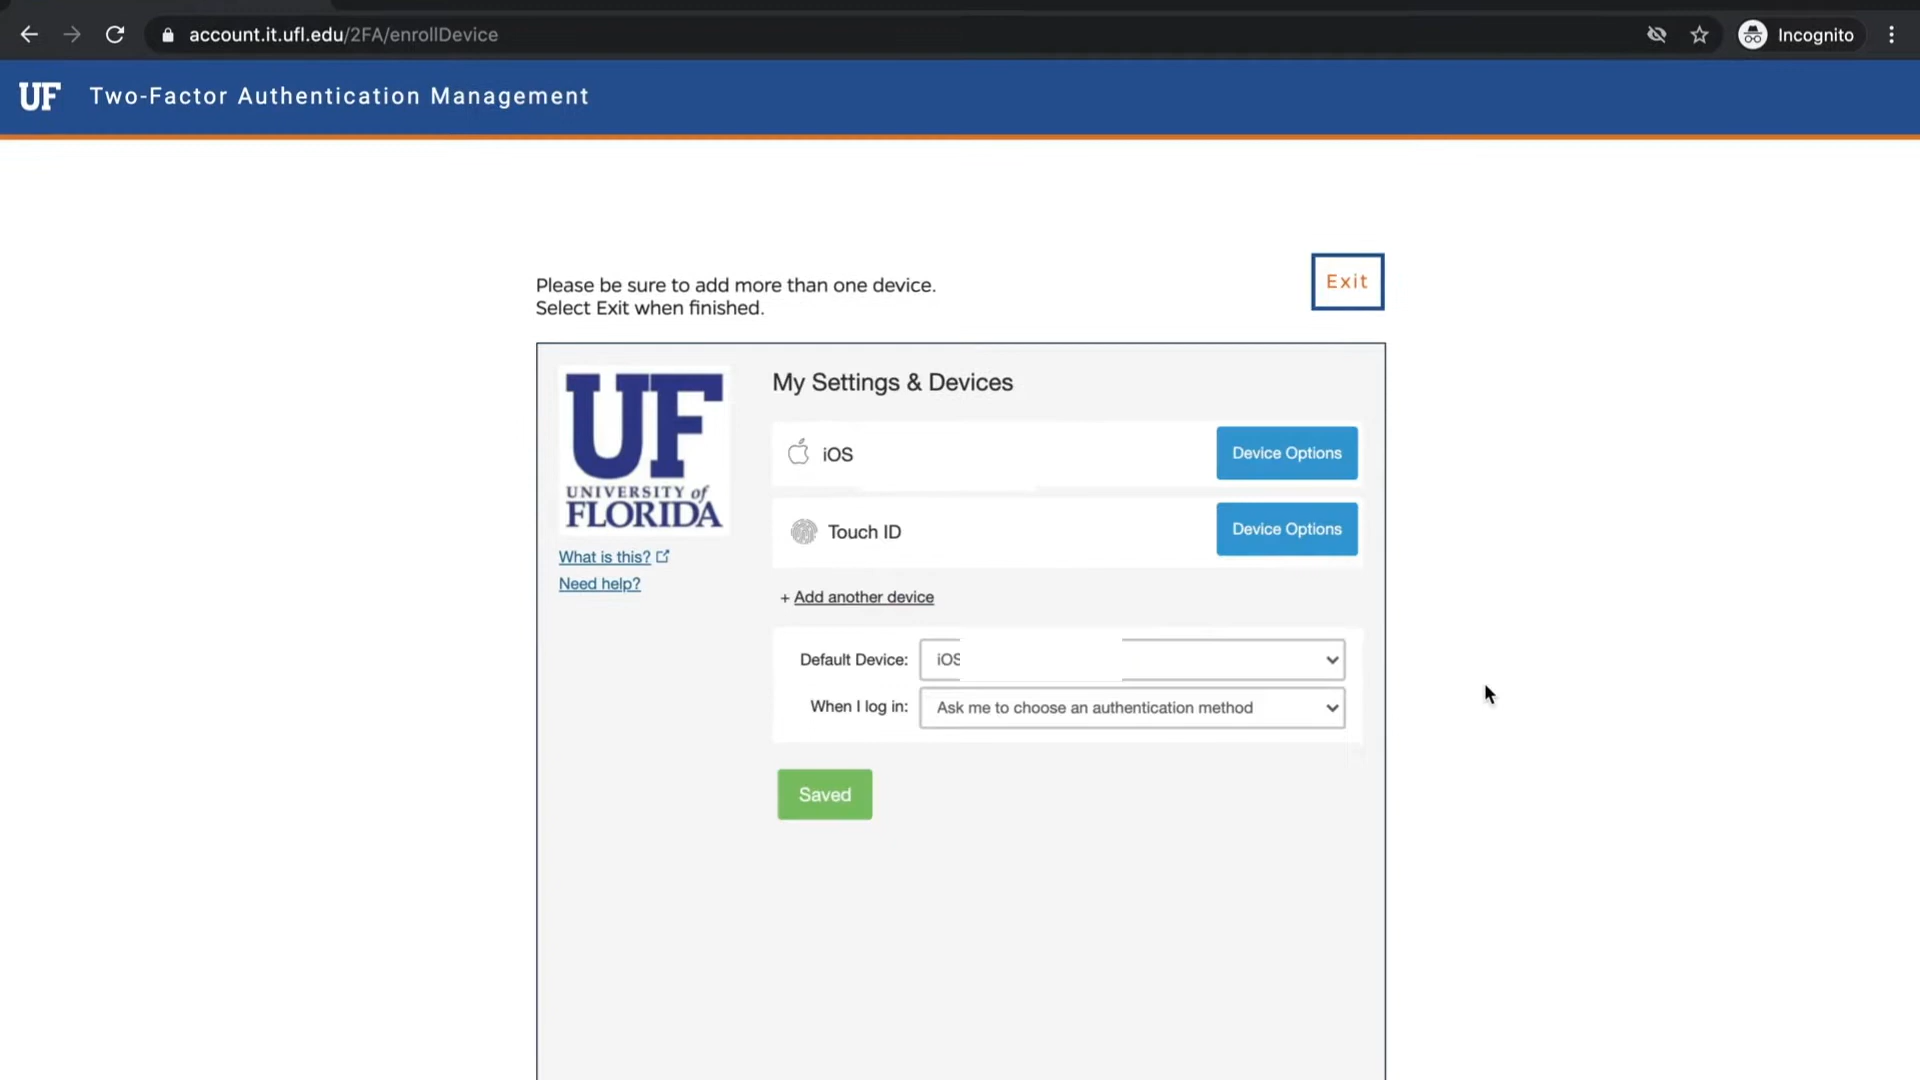 account.it.ufl.edu/2FA/enrollDevice
Incognito
UF Two-Factor Authentication Management
Please be sure to add more than one device.
Select Exit when finished.
Exit
UF
UNIVERSITY of
FLORIDA
What is this?
Need help?
My Settings & Devices
iOS
Device Options
Touch ID
Device Options
+ Add another device
Default Device: iOS
When I log in: Ask me to choose an authentication method
Saved